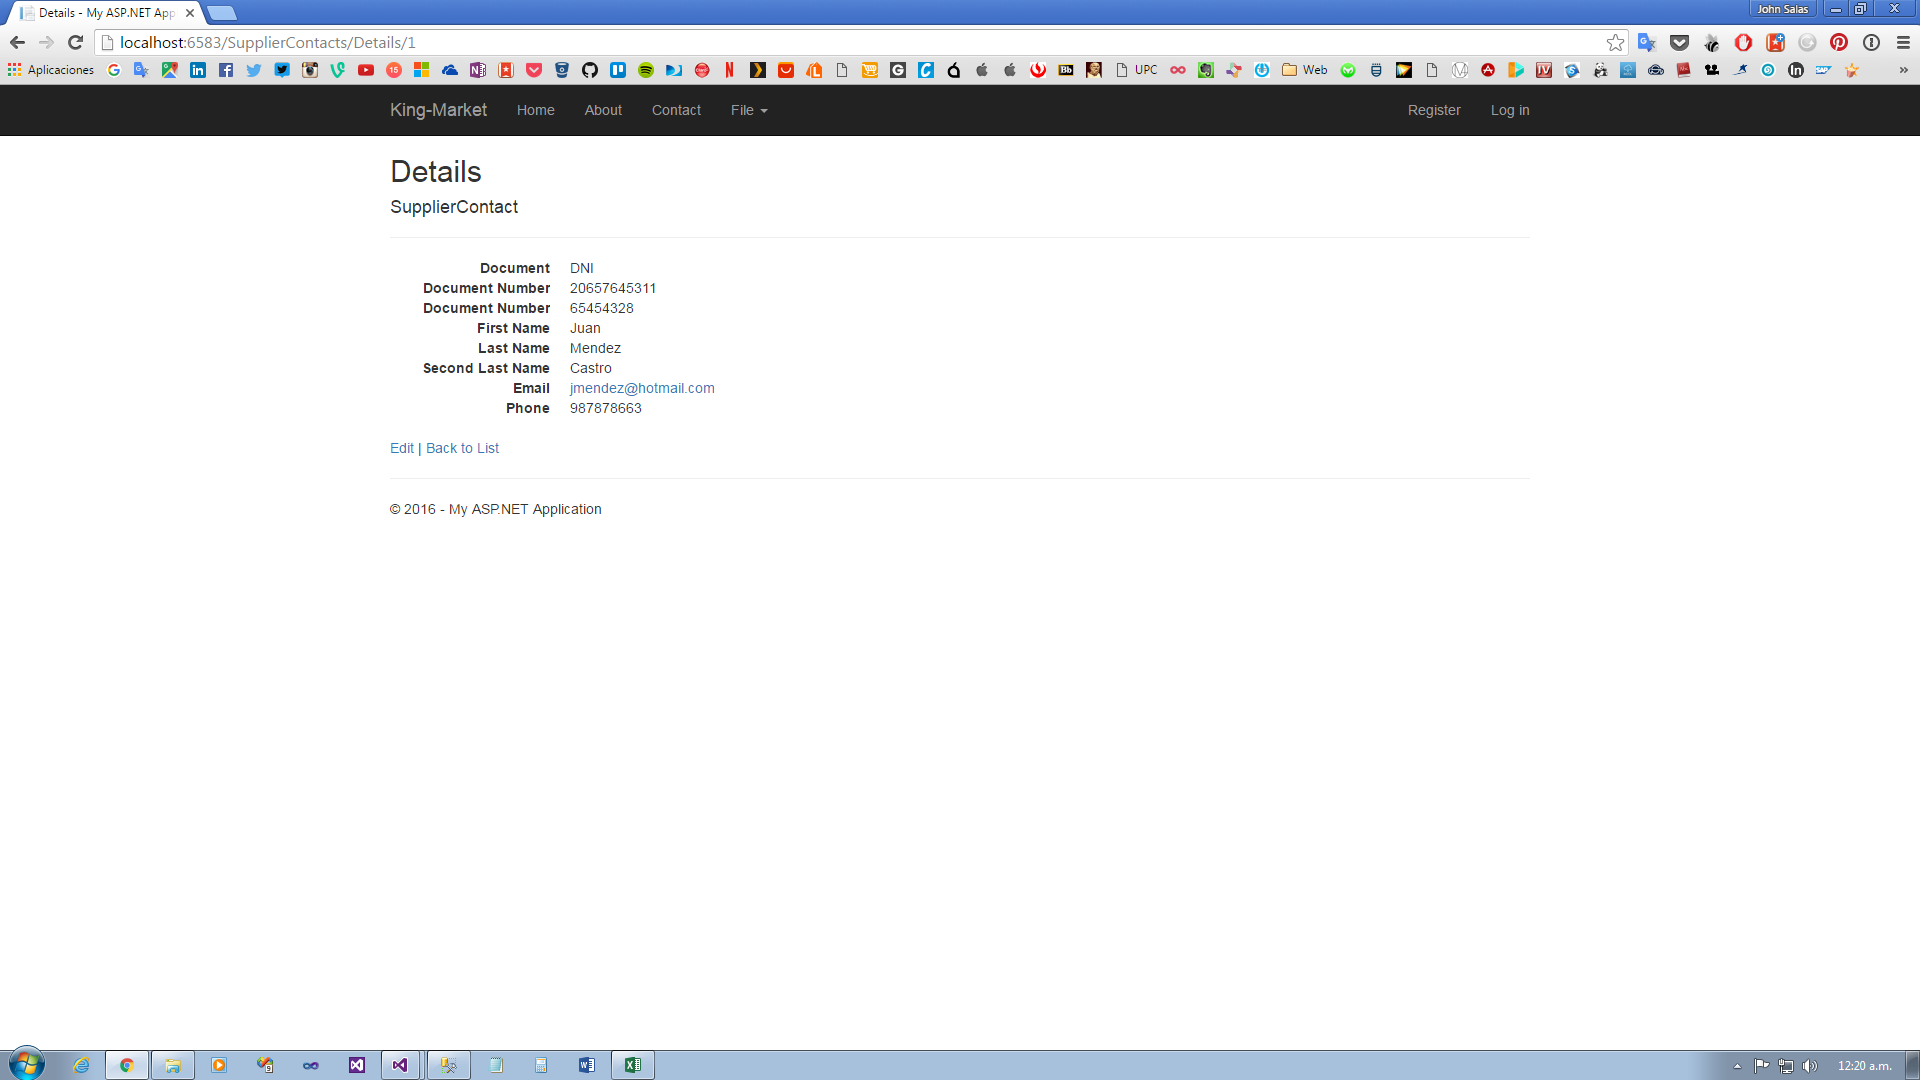 Details - My ASP.NET App
John Salas
localhost:6583/SupplierContacts/Details/1
Aplicaciones
UPC
Web
King-Market Home About Contact File Register Log in
Details
SupplierContact
Document DNI
Document Number 20657645311
Document Number 65454328
First Name Juan
Last Name Mendez
Second Last Name Castro
Email jmendez@hotmail.com
Phone 987878663
Edit | Back to List
© 2016 - My ASP.NET Application
12:20 a.m.